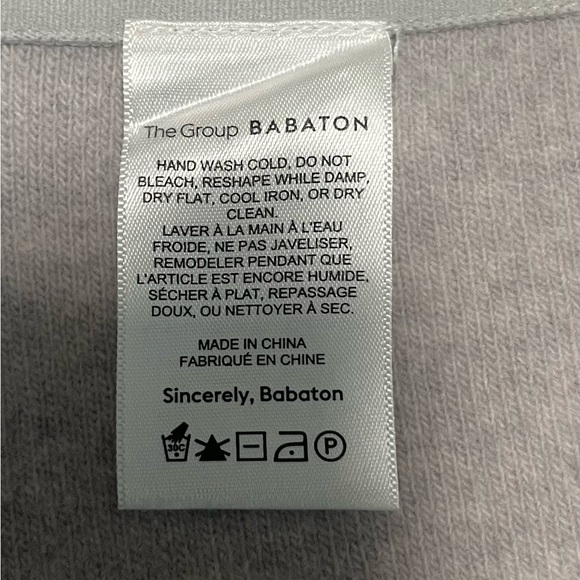 The Group BABATON
HAND WASH COLD, DO NOT
BLEACH, RESHAPE WHILE DAMP,
DRY FLAT, COOL IRON, OR DRY
CLEAN.
LAVER À LA MAIN À L'EAU
FROIDE, NE PAS JAVELISER,
REMODELER PENDANT QUE
L'ARTICLE EST ENCORE HUMIDE,
SÉCHER À PLAT, REPASSAGE
DOUX, OU NETTOYER À SEC.
MADE IN CHINA
FABRIQUÉ EN CHINE
Sincerely, Babaton
30C P